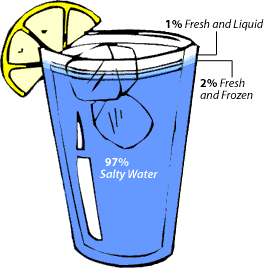 1% Fresh and Liquid
2% Fresh
and Frozen
97%
Salty Water